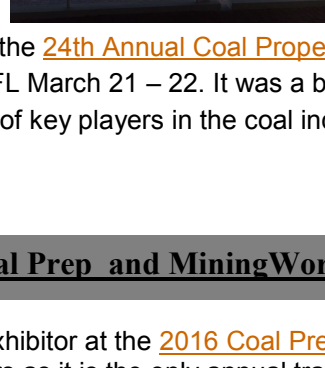 the 24th Annual Coal Prope
FL March 21 – 22. It was a b
of key players in the coal inc
al Prep and MiningWor
xhibitor at the 2016 Coal Pre
as it is the only annual tra